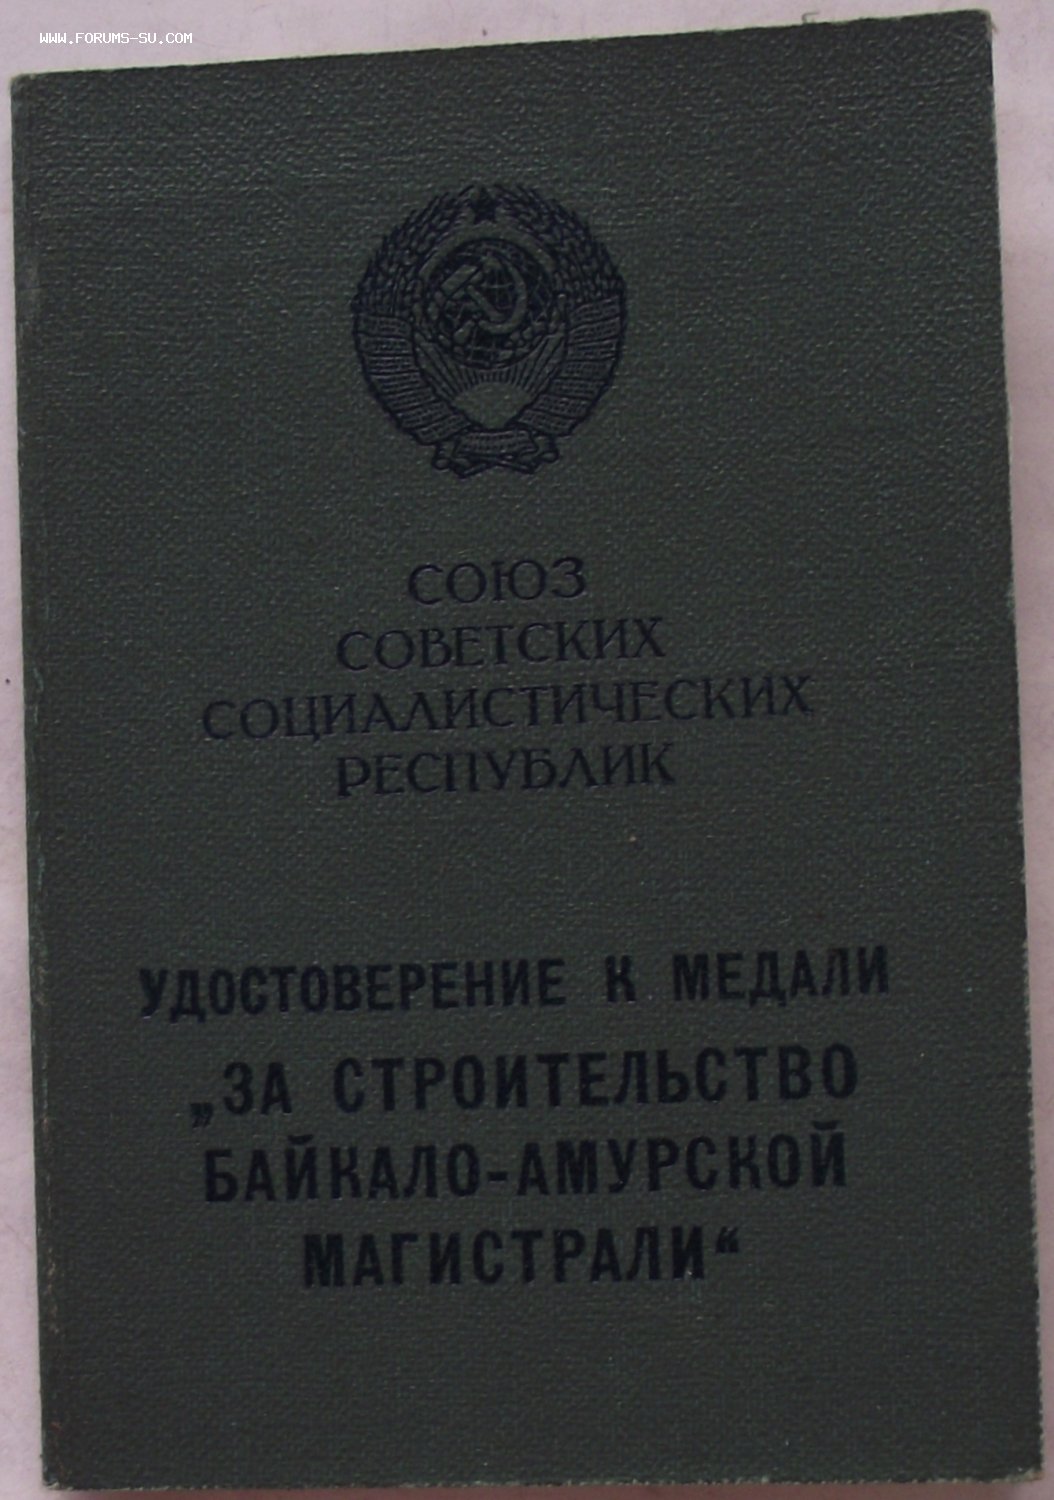 WWW.FORUMS-SU.COM
СОЮЗ
СОВЕТСКИХ
СОЦИАЛИСТИЧЕСКИХ
РЕСПУБЛИК
УДОСТОВЕРЕНИЕ К МЕДАЛИ
„ЗА СТРОИТЕЛЬСТВО
БАЙКАЛО-АМУРСКОЙ
МАГИСТРАЛИ“